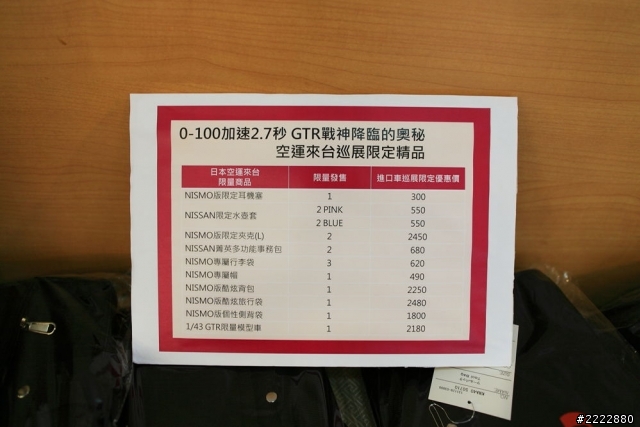 0-100加速2.7秒 GTR戰神降臨的奧秘
空運來台巡展限定精品
日本空運來台
限量商品 限量發售 進口車巡展限定優惠價
NISMO版限定耳機塞 1 300
NISSAN限定水壺套 2 PINK 550
2 BLUE 550
NISMO版限定夾克(L) 2 2450
NISSAN菁英多功能事務包 2 680
NISMO專屬行李袋 3 620
NISMO專屬帽 1 490
NISMO版酷炫背包 1 2250
NISMO版酷炫旅行袋 1 2480
NISMO版個性側背袋 1 1800
1/43 GTR限量模型車 1 2180
#2222880